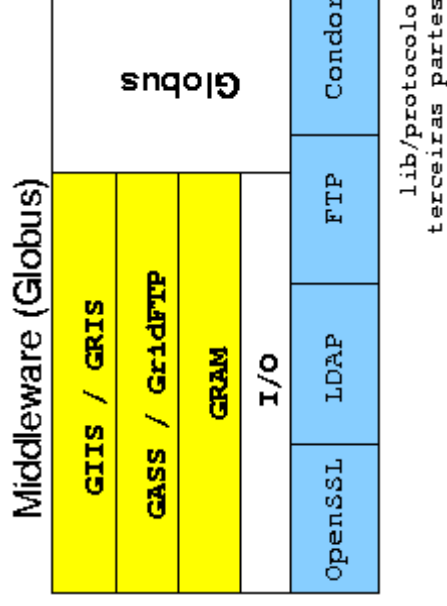 Middleware (Globus)
GIIS / GRIS
GASS / GridFTP
GRAM
I/O
Globus
OpenSSL
LDAP
FTP
Condor
lib/protocolo
terceiras partes